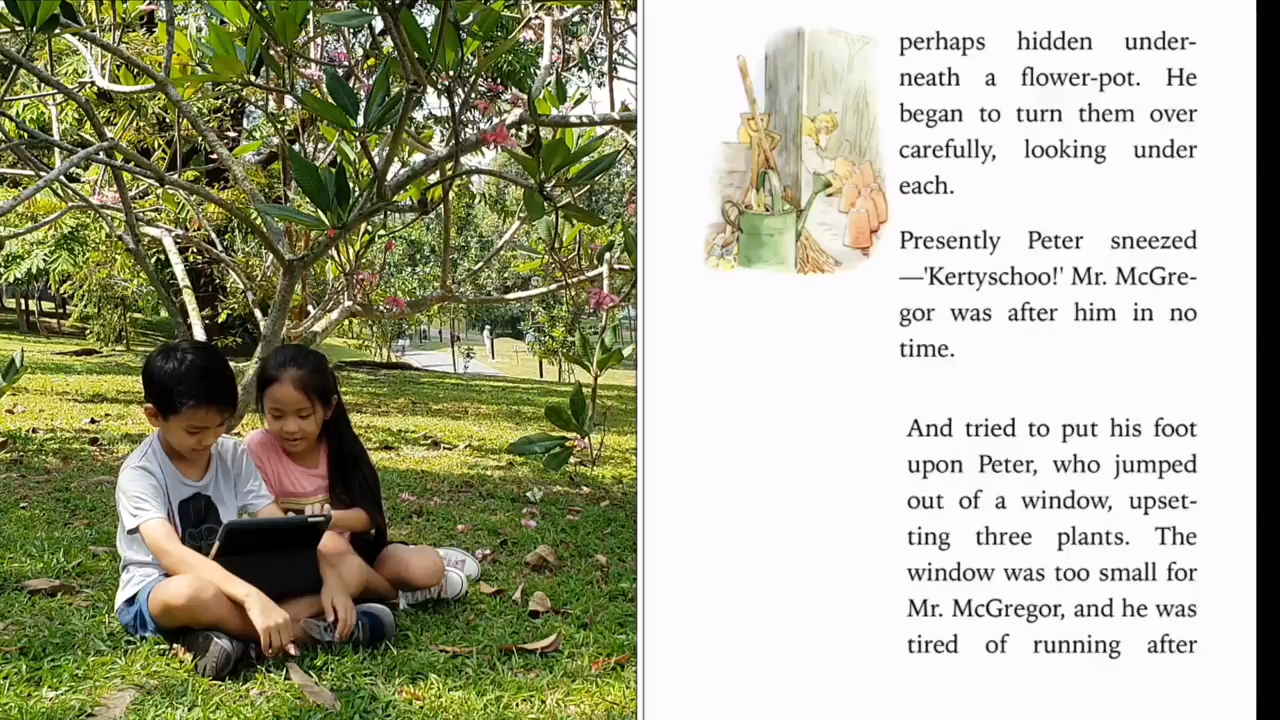 perhaps hidden under-
neath a flower-pot. He
began to turn them over
carefully, looking under
each.
Presently Peter sneezed
—'Kertyschoo!' Mr. McGre-
gor was after him in no
time.
And tried to put his foot
upon Peter, who jumped
out of a window, upset-
ting three plants. The
window was too small for
Mr. McGregor, and he was
tired of running after